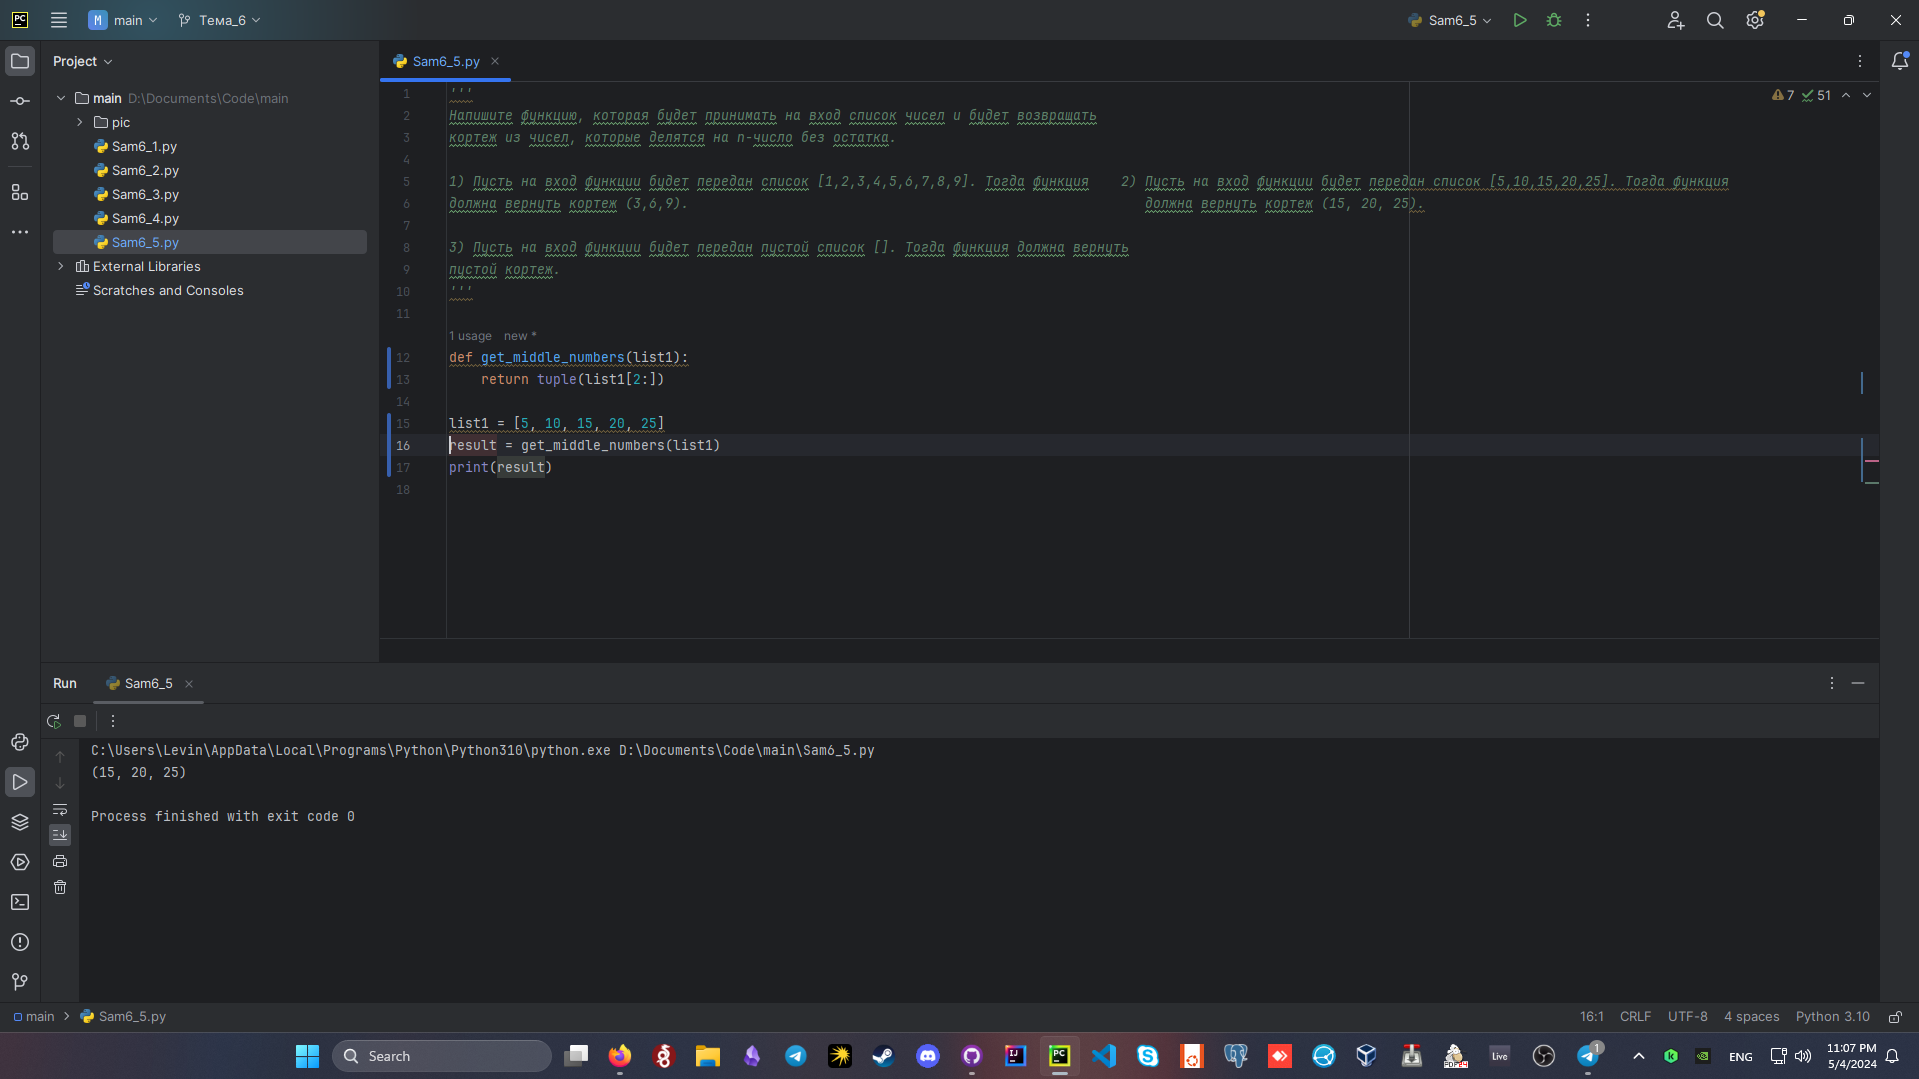 PC
M main
Тема_6
Sam6_5
Project
main D:\Documents\Code\main
pic
Sam6_1.py
Sam6_2.py
Sam6_3.py
Sam6_4.py
Sam6_5.py
External Libraries
Scratches and Consoles
Sam6_5.py
7 51
1 '''
2 Напишите функцию, которая будет принимать на вход список чисел и будет возвращать
3 кортеж из чисел, которые делятся на n-число без остатка.
4
5 1) Пусть на вход функции будет передан список [1,2,3,4,5,6,7,8,9]. Тогда функция 2) Пусть на вход функции будет передан список [5,10,15,20,25]. Тогда функция
6 должна вернуть кортеж (3,6,9). должна вернуть кортеж (15, 20, 25).
7
8 3) Пусть на вход функции будет передан пустой список []. Тогда функция должна вернуть
9 пустой кортеж.
10 '''
11
1 usage new *
12 def get_middle_numbers(list1):
13 return tuple(list1[2:])
14
15 list1 = [5, 10, 15, 20, 25]
16 result = get_middle_numbers(list1)
17 print(result)
18
Run Sam6_5
C:\Users\Levin\AppData\Local\Programs\Python\Python310\python.exe D:\Documents\Code\main\Sam6_5.py
(15, 20, 25)
Process finished with exit code 0
main Sam6_5.py
16:1 CRLF UTF-8 4 spaces Python 3.10
Search
IJ
PC
Live
1
ENG
11:07 PM
5/4/2024